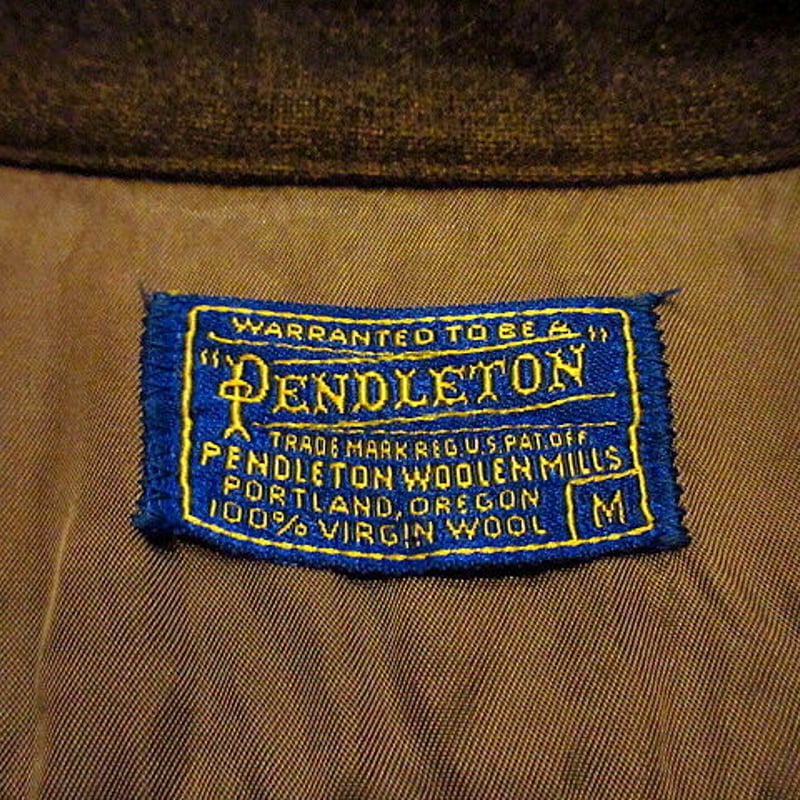 WARRANTED TO BE A
"PENDLETON"
TRADE MARK REG. U.S. PAT. OFF.
PENDLETON WOOLEN MILLS
PORTLAND, OREGON
100% VIRGIN WOOL
M